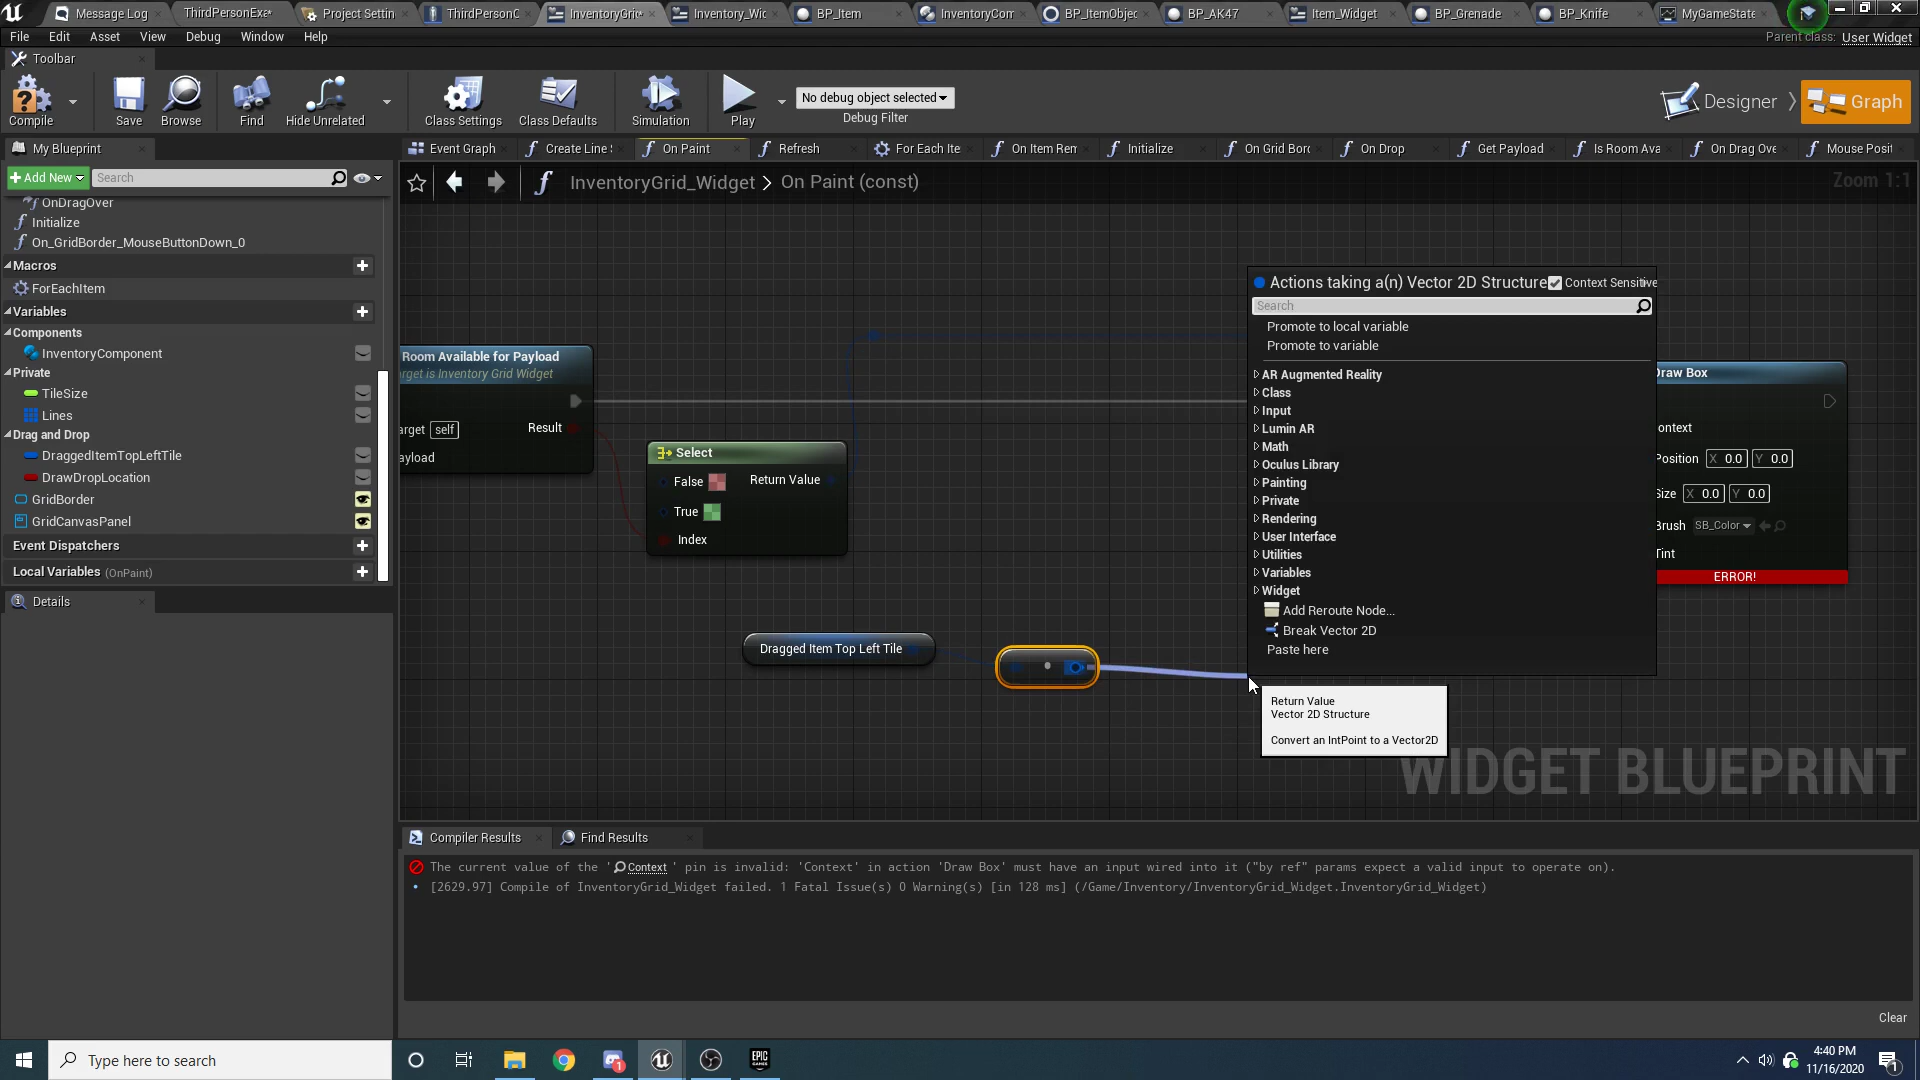 Message Log
ThirdPersonExa*
Project Settin
ThirdPersonC
InventoryGri*
Inventory_Wic
BP_Item
InventoryCom
BP_ItemObjec
BP_AK47
Item_Widget
BP_Grenade
BP_Knife
MyGameState
File
Edit
Asset
View
Debug
Window
Help
Parent class: User Widget
Toolbar
Compile
Save
Browse
Find
Hide Unrelated
Class Settings
Class Defaults
Simulation
Play
No debug object selected
Debug Filter
Designer
Graph
My Blueprint
Event Graph
Create Line
On Paint
Refresh
For Each Ite
On Item Rem
Initialize
On Grid Bord
On Drop
Get Payload
Is Room Ava
On Drag Ove
Mouse Posit
Add New
Search
InventoryGrid_Widget > On Paint (const)
Zoom 1:1
OnDragOver
Initialize
On_GridBorder_MouseButtonDown_0
Macros
ForEachItem
Variables
Components
InventoryComponent
Private
TileSize
Lines
Drag and Drop
DraggedItemTopLeftTile
DrawDropLocation
GridBorder
GridCanvasPanel
Event Dispatchers
Local Variables (OnPaint)
Details
Room Available for Payload
arget is Inventory Grid Widget
arget self
Result
ayload
Select
False
Return Value
True
Index
Dragged Item Top Left Tile
Actions taking a(n) Vector 2D Structure
Context Sensitive
Search
Promote to local variable
Promote to variable
AR Augmented Reality
Class
Input
Lumin AR
Math
Oculus Library
Painting
Private
Rendering
User Interface
Utilities
Variables
Widget
Add Reroute Node...
Break Vector 2D
Paste here
Return Value
Vector 2D Structure
Convert an IntPoint to a Vector2D
Draw Box
ontext
Position X 0.0 Y 0.0
Size X 0.0 Y 0.0
Brush SB_Color
Tint
ERROR!
WIDGET BLUEPRINT
Compiler Results
Find Results
The current value of the ' Context ' pin is invalid: 'Context' in action 'Draw Box' must have an input wired into it ("by ref" params expect a valid input to operate on).
[2629.97] Compile of InventoryGrid_Widget failed. 1 Fatal Issue(s) 0 Warning(s) [in 128 ms] (/Game/Inventory/InventoryGrid_Widget.InventoryGrid_Widget)
Clear
Type here to search
EPIC
GAMES
4:40 PM
11/16/2020